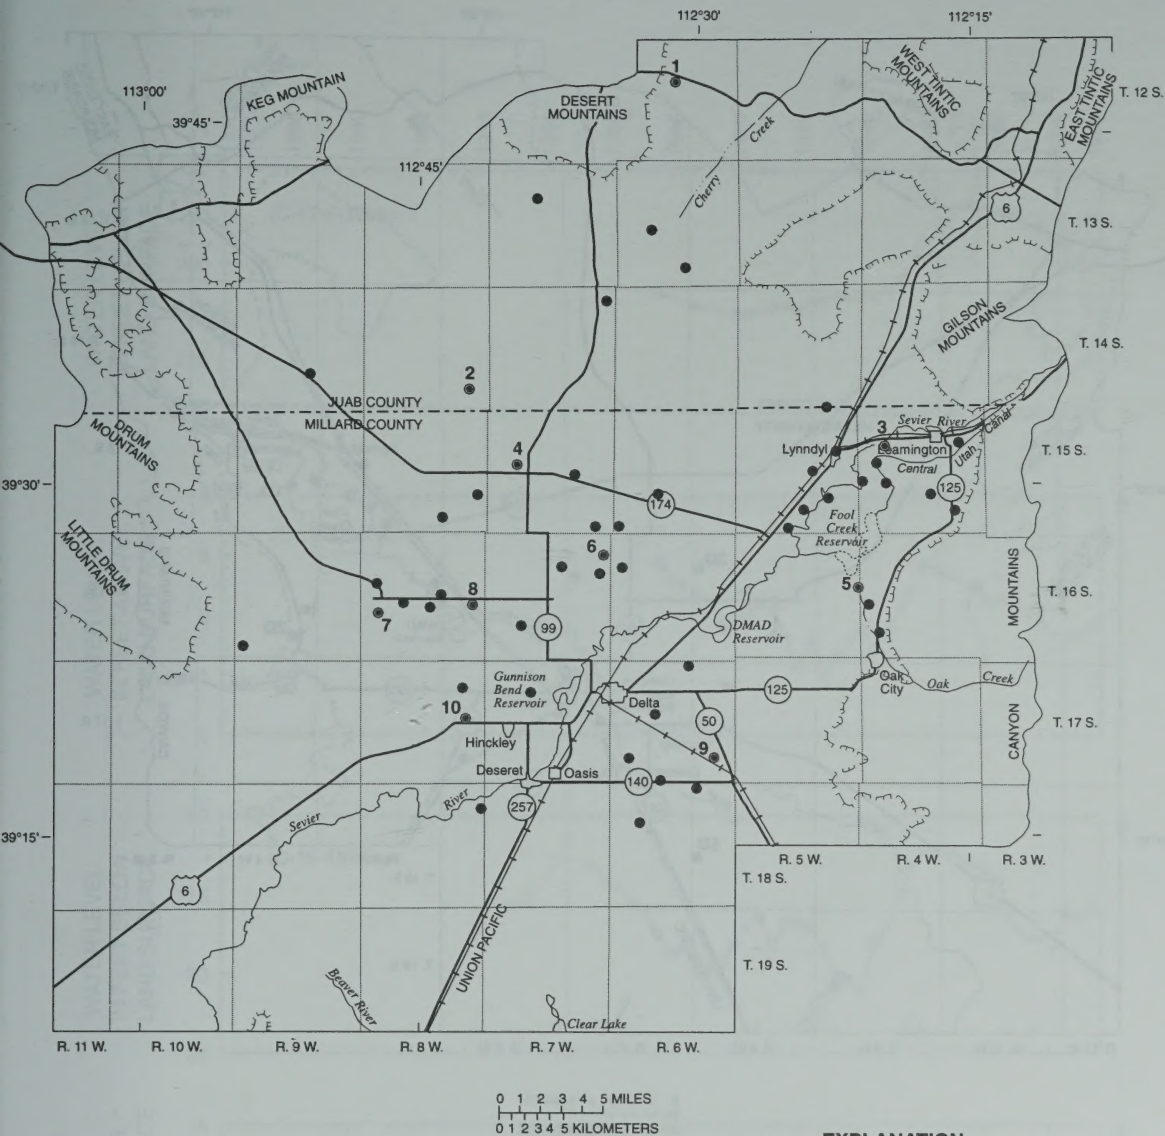 112°30'
112°15'
113°00'
KEG MOUNTAIN
39°45'
DESERT
MOUNTAINS
1
WEST TINTIC
MOUNTAINS
EAST TINTIC
MOUNTAINS
T. 12 S.
112°45'
Cherry Creek
6
T. 13 S.
GILSON
MOUNTAINS
T. 14 S.
2
JUAB COUNTY
MILLARD COUNTY
DRUM
MOUNTAINS
4
Lynndyl
3
Sevier River
Leamington
Central Utah Canal
T. 15 S.
39°30'
174
125
Fool
Creek
Reservoir
LITTLE DRUM
MOUNTAINS
6
5
T. 16 S.
7
8
99
DMAD
Reservoir
CANYON MOUNTAINS
Gunnison
Bend
Reservoir
Delta
125
Oak
City
Oak Creek
10
50
T. 17 S.
Hinckley
9
Deseret
Oasis
140
257
Sevier River
39°15'
6
R. 5 W.
R. 4 W.
R. 3 W.
T. 18 S.
UNION PACIFIC
T. 19 S.
Beaver River
Clear Lake
R. 11 W.
R. 10 W.
R. 9 W.
R. 8 W.
R. 7 W.
R. 6 W.
0 1 2 3 4 5 MILES
0 1 2 3 4 5 KILOMETERS
EXPLANATION